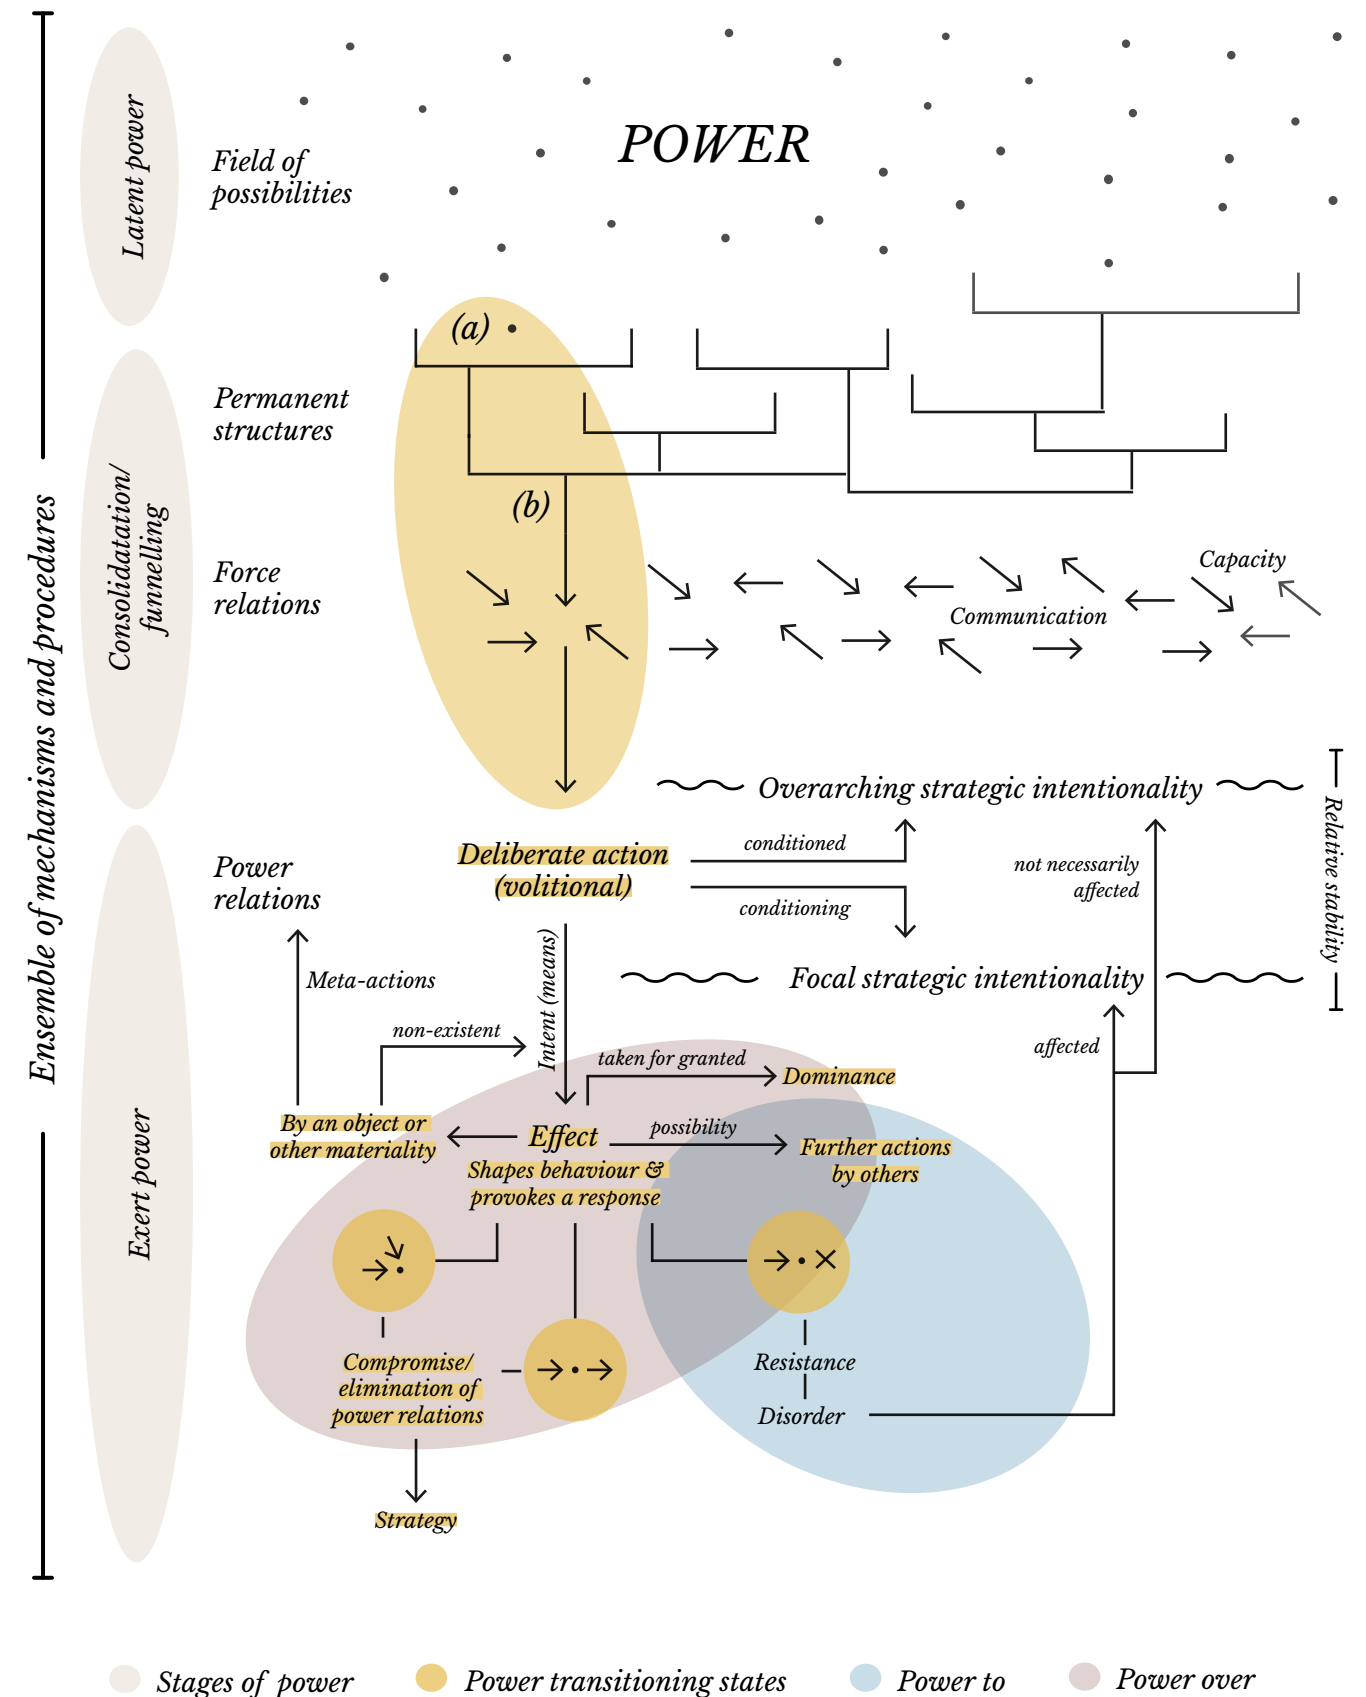 POWER
Latent power
Field of
possibilities
(a)
Permanent
structures
(b)
Consolidatation/
funnelling
Force
relations
Capacity
Communication
Ensemble of mechanisms and procedures
Overarching strategic intentionality
Relative stability
Deliberate action
(volitional)
conditioned
conditioning
not necessarily
affected
Power
relations
Meta-actions
Intent (means)
Focal strategic intentionality
non-existent
affected
taken for granted
Dominance
By an object or
other materiality
Effect
possibility
Further actions
by others
Shapes behaviour &
provokes a response
Exert power
Compromise/
elimination of
power relations
Resistance
Disorder
Strategy
Stages of power
Power transitioning states
Power to
Power over